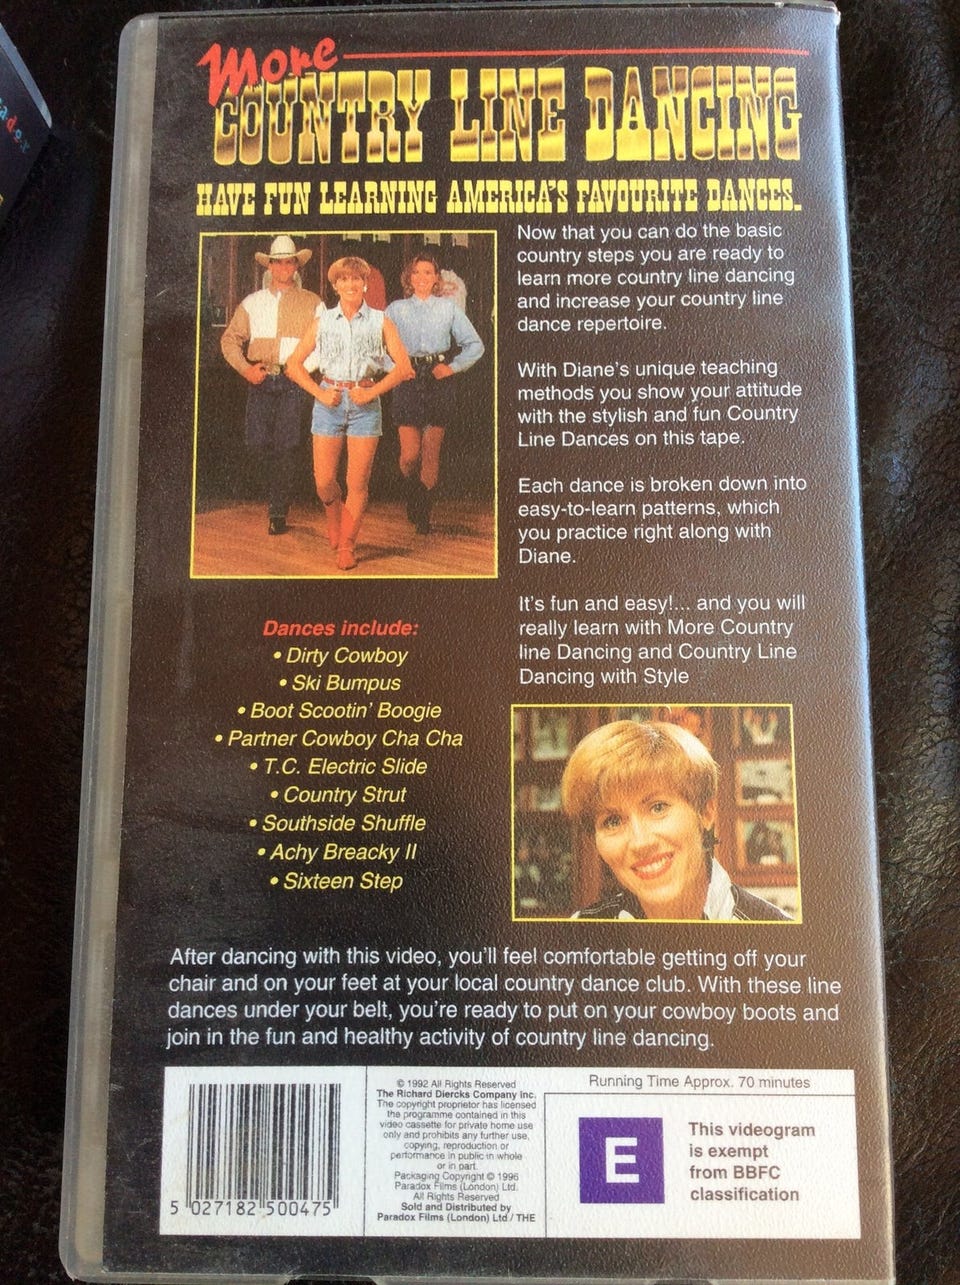 More
COUNTRY LINE DANCING
HAVE FUN LEARNING AMERICA'S FAVOURITE DANCES.
Now that you can do the basic
country steps you are ready to
learn more country line dancing
and increase your country line
dance repertoire.
With Diane's unique teaching
methods you show your attitude
with the stylish and fun Country
Line Dances on this tape.
Each dance is broken down into
easy-to-learn patterns, which
you practice right along with
Diane.
It's fun and easy!... and you will
really learn with More Country
line Dancing and Country Line
Dancing with Style
Dances include:
• Dirty Cowboy
• Ski Bumpus
• Boot Scootin' Boogie
• Partner Cowboy Cha Cha
• T.C. Electric Slide
• Country Strut
• Southside Shuffle
• Achy Breacky II
• Sixteen Step
After dancing with this video, you'll feel comfortable getting off your
chair and on your feet at your local country dance club. With these line
dances under your belt, you're ready to put on your cowboy boots and
join in the fun and healthy activity of country line dancing.
5 027182 500475
© 1992 All Rights Reserved
The Richard Diercks Company Inc.
The copyright proprietor has licensed
the programme contained in this
video cassette for private home use
only and prohibits any further use,
copying, reproduction or
performance in public in whole
or in part.
Packaging Copyright © 1996
Paradox Films (London) Ltd.
All Rights Reserved
Sold and Distributed by
Paradox Films (London) Ltd / THE
Running Time Approx. 70 minutes
E
This videogram
is exempt
from BBFC
classification